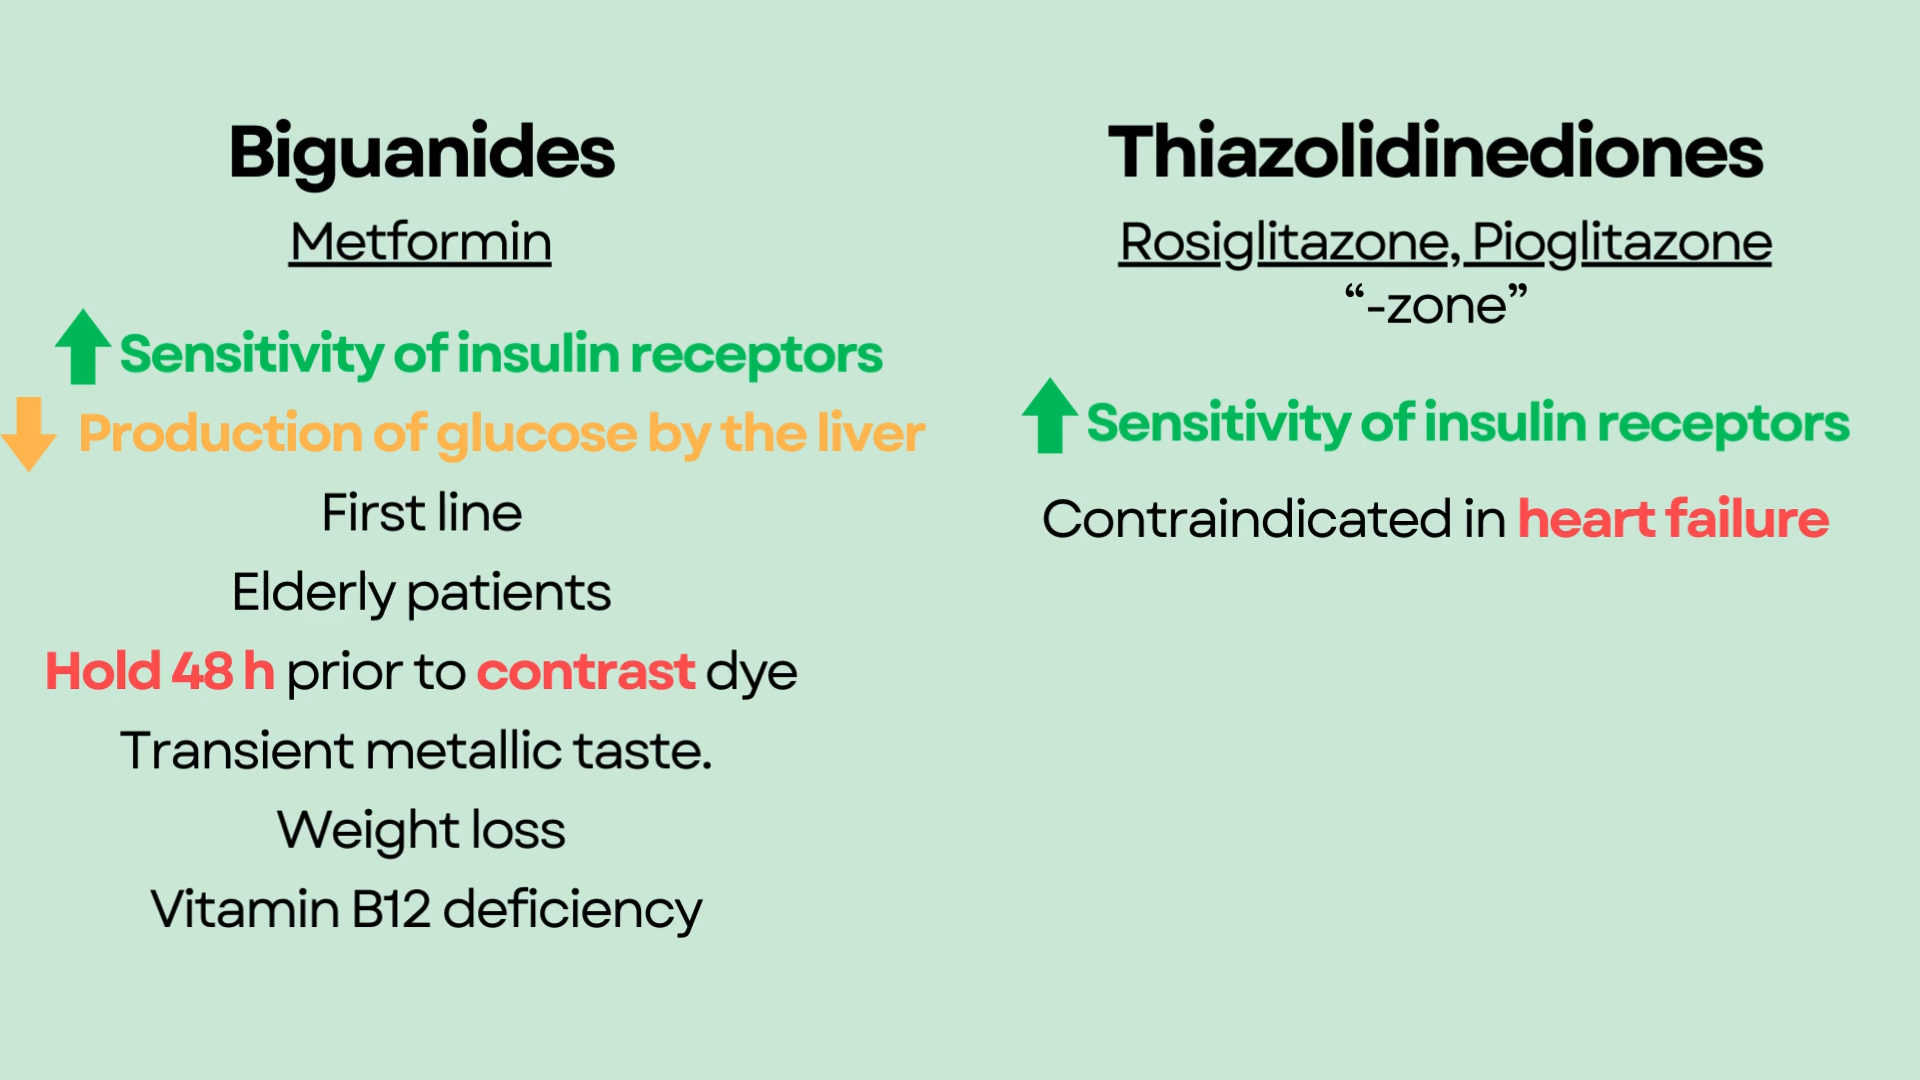 Biguanides
Metformin
Sensitivity of insulin receptors
Production of glucose by the liver
First line
Elderly patients
Hold 48 h prior to contrast dye
Transient metallic taste.
Weight loss
Vitamin B12 deficiency
Thiazolidinediones
Rosiglitazone, Pioglitazone
“-zone”
Sensitivity of insulin receptors
Contraindicated in heart failure